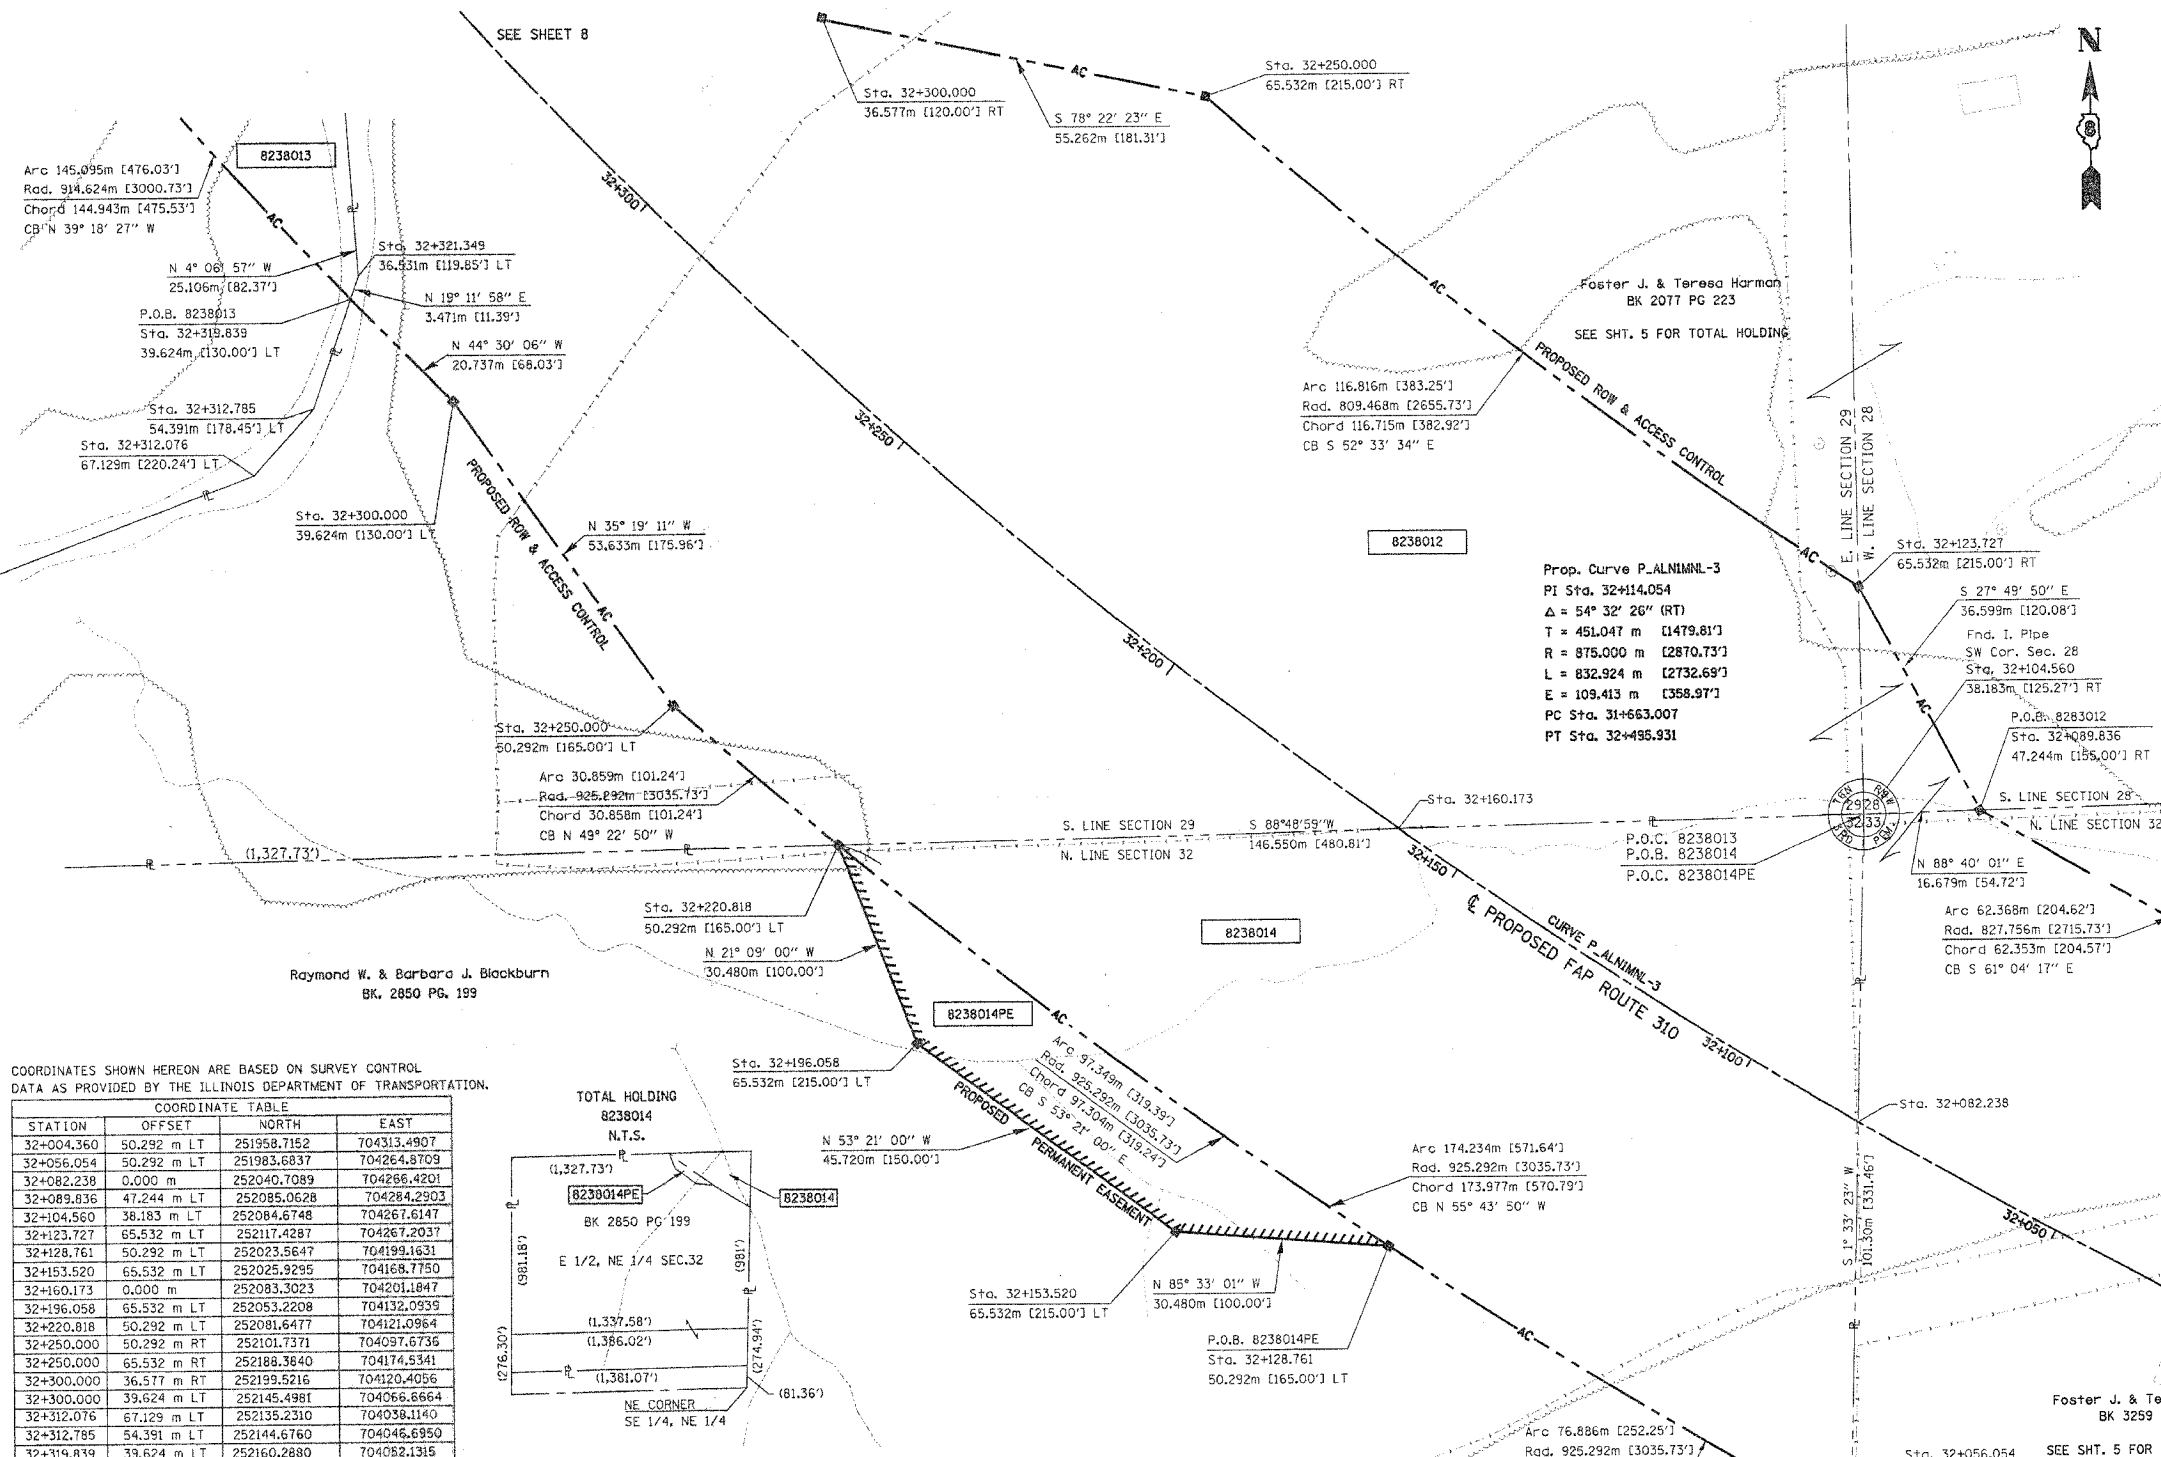 SEE SHEET 8
Sta. 32+300.000
36.577m [120.00'] RT
AC
S 78° 22' 23" E
55.262m [181.31']
Sta. 32+250.000
65.532m [215.00'] RT
N
8
Arc 145.095m [476.03']
Rad. 914.624m [3000.73']
Chord 144.943m [475.53']
CB N 39° 18' 27" W
8238013
AC
N 4° 06' 57" W
25.106m [82.37']
Sta. 32+321.349
36.531m [119.85'] LT
N 19° 11' 58" E
3.471m [11.39']
P.O.B. 8238013
Sta. 32+319.839
39.624m [130.00'] LT
N 44° 30' 06" W
20.737m [68.03']
Sta. 32+312.785
54.391m [178.45'] LT
Sta. 32+312.076
67.129m [220.24'] LT
Sta. 32+300.000
39.624m [130.00'] LT
PROPOSED ROW & ACCESS CONTROL
AC
N 35° 19' 11" W
53.633m [175.96']
32+300
32+250
32+200
AC
Foster J. & Teresa Harman
BK 2077 PG 223
SEE SHT. 5 FOR TOTAL HOLDING
PROPOSED ROW & ACCESS CONTROL
Arc 116.816m [383.25']
Rad. 809.468m [2655.73']
Chord 116.715m [382.92']
CB S 52° 33' 34" E
E. LINE SECTION 29
W. LINE SECTION 28
8238012
AC
Sta. 32+123.727
65.532m [215.00'] RT
Prop. Curve P_ALN1MNL-3
PI Sta. 32+114.054
Δ = 54° 32' 26" (RT)
T = 451.047 m [1479.81']
R = 875.000 m [2870.73']
L = 832.924 m [2732.69']
E = 109.413 m [358.97']
PC Sta. 31+663.007
PT Sta. 32+495.931
S 27° 49' 50" E
36.599m [120.08']
Fnd. I. Pipe
SW Cor. Sec. 28
Sta. 32+104.560
38.183m [125.27'] RT
AC
P.O.B. 8283012
Sta. 32+089.836
47.244m [155.00'] RT
Sta. 32+250.000
50.292m [165.00'] LT
Arc 30.859m [101.24']
Rad. 925.292m [3035.73']
Chord 30.858m [101.24']
CB N 49° 22' 50" W
(1,327.73')
S. LINE SECTION 29
N. LINE SECTION 32
S 88°48'59"W
146.550m [480.81']
Sta. 32+160.173
32+150
P.O.C. 8238013
P.O.B. 8238014
P.O.C. 8238014PE
29 28
32 33
S. LINE SECTION 28
N. LINE SECTION 32
N 88° 40' 01" E
16.679m [54.72']
Sta. 32+220.818
50.292m [165.00'] LT
8238014
₵ PROPOSED FAP ROUTE 310
CURVE P_ALN1MNL-3
Arc 62.368m [204.62']
Rad. 827.756m [2715.73']
Chord 62.353m [204.57']
CB S 61° 04' 17" E
N 21° 09' 00" W
30.480m [100.00']
Raymond W. & Barbara J. Blackburn
BK. 2850 PG. 199
8238014PE
AC
32+100
Arc 97.349m [319.39']
Rad. 925.292m [3035.73']
Chord 97.304m [319.24']
CB S 53° 21' 00" E
Sta. 32+196.058
65.532m [215.00'] LT
PROPOSED PERMANENT EASEMENT
N 53° 21' 00" W
45.720m [150.00']
Sta. 32+082.238
Arc 174.234m [571.64']
Rad. 925.292m [3035.73']
Chord 173.977m [570.79']
CB N 55° 43' 50" W
S 1° 33' 23" W
101.30m [331.46']
32+050
Sta. 32+153.520
65.532m [215.00'] LT
N 85° 33' 01" W
30.480m [100.00']
P.O.B. 8238014PE
Sta. 32+128.761
50.292m [165.00'] LT
AC
Arc 76.886m [252.25']
Rad. 925.292m [3035.73']
Foster J. & Te
BK 3259
Sta. 32+056.054
SEE SHT. 5 FOR
COORDINATES SHOWN HEREON ARE BASED ON SURVEY CONTROL
DATA AS PROVIDED BY THE ILLINOIS DEPARTMENT OF TRANSPORTATION.
COORDINATE TABLE
STATION OFFSET NORTH EAST
32+004.360 50.292 m LT 251958.7152 704313.4907
32+056.054 50.292 m LT 251983.6837 704264.8709
32+082.238 0.000 m 252040.7089 704266.4201
32+089.836 47.244 m LT 252085.0628 704284.2903
32+104.560 38.183 m LT 252084.6748 704267.6147
32+123.727 65.532 m LT 252117.4287 704267.2037
32+128.761 50.292 m LT 252023.5647 704199.1631
32+153.520 65.532 m LT 252025.9295 704168.7750
32+160.173 0.000 m 252083.3023 704201.1847
32+196.058 65.532 m LT 252053.2208 704132.0939
32+220.818 50.292 m LT 252081.6477 704121.0964
32+250.000 50.292 m RT 252101.7371 704097.6736
32+250.000 65.532 m RT 252188.3840 704174.5341
32+300.000 36.577 m RT 252199.5216 704120.4056
32+300.000 39.624 m LT 252145.4981 704066.6664
32+312.076 67.129 m LT 252135.2310 704038.1140
32+312.785 54.391 m LT 252144.6760 704046.6950
32+319.839 39.624 m LT 252160.2880 704052.1315
TOTAL HOLDING
8238014
N.T.S.
(1,327.73')
8238014PE
8238014
BK 2850 PG 199
E 1/2, NE 1/4 SEC.32
(981.18')
(981')
(1,337.58')
(1,386.02')
(276.30')
(274.94')
(1,381.07')
(81.36')
NE CORNER
SE 1/4, NE 1/4